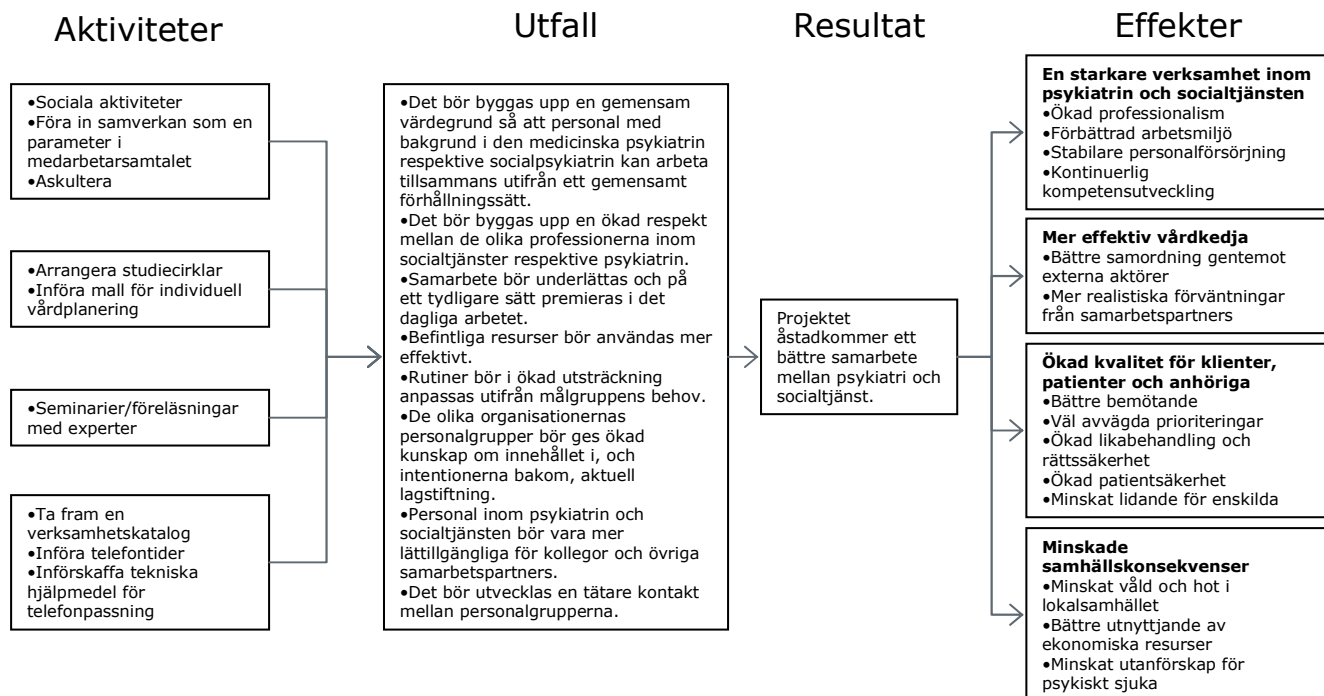 Aktiviteter
Utfall
Resultat
Effekter
•Sociala aktiviteter
•Föra in samverkan som en
parameter i
medarbetarsamtalet
•Askultera
•Arrangera studiecirklar
•Införa mall för individuell
vårdplanering
•Seminarier/föreläsningar
med experter
•Ta fram en
verksamhetskatalog
•Införa telefontider
•Införskaffa tekniska
hjälpmedel för
telefonpassning
•Det bör byggas upp en gemensam
värdegrund så att personal med
bakgrund i den medicinska psykiatrin
respektive socialpsykiatrin kan arbeta
tillsammans utifrån ett gemensamt
förhållningssätt.
•Det bör byggas upp en ökad respekt
mellan de olika professionerna inom
socialtjänster respektive psykiatrin.
•Samarbete bör underlättas och på
ett tydligare sätt premieras i det
dagliga arbetet.
•Befintliga resurser bör användas mer
effektivt.
•Rutiner bör i ökad utsträckning
anpassas utifrån målgruppens behov.
•De olika organisationernas
personalgrupper bör ges ökad
kunskap om innehållet i, och
intentionerna bakom, aktuell
lagstiftning.
•Personal inom psykiatrin och
socialtjänsten bör vara mer
lättillgängliga för kollegor och övriga
samarbetspartners.
•Det bör utvecklas en tätare kontakt
mellan personalgrupperna.
Projektet
åstadkommer ett
bättre samarbete
mellan psykiatri och
socialtjänst.
En starkare verksamhet inom
psykiatrin och socialtjänsten
•Ökad professionalism
•Förbättrad arbetsmiljö
•Stabilare personalförsörjning
•Kontinuerlig
kompetensutveckling
Mer effektiv vårdkedja
•Bättre samordning gentemot
externa aktörer
•Mer realistiska förväntningar
från samarbetspartners
Ökad kvalitet för klienter,
patienter och anhöriga
•Bättre bemötande
•Väl avvägda prioriteringar
•Ökad likabehandling och
rättssäkerhet
•Ökad patientsäkerhet
•Minskat lidande för enskilda
Minskade
samhällskonsekvenser
•Minskat våld och hot i
lokalsamhället
•Bättre utnyttjande av
ekonomiska resurser
•Minskat utanförskap för
psykiskt sjuka